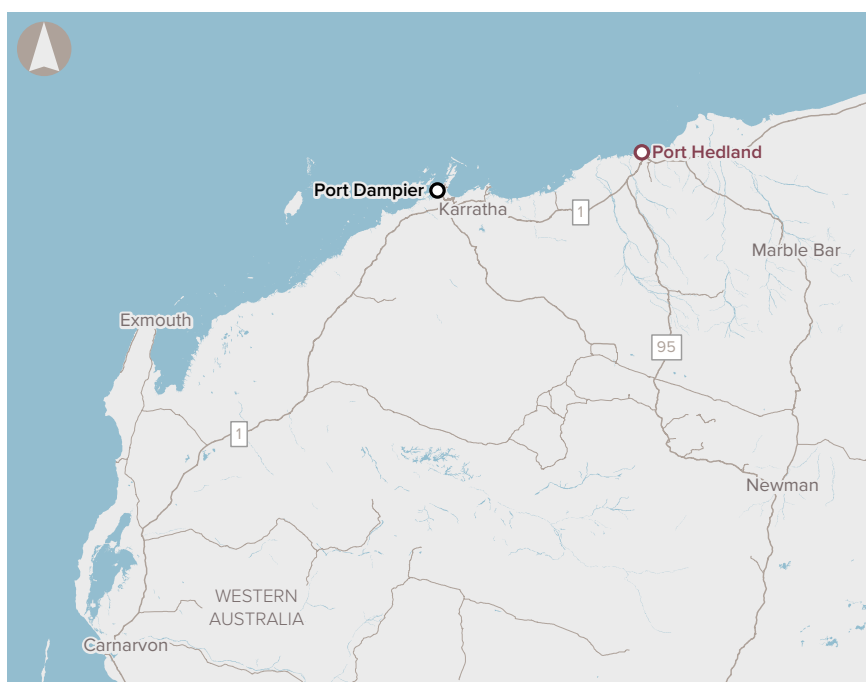 Port Hedland
Port Dampier
Karratha
1
Marble Bar
Exmouth
95
1
Newman
WESTERN
AUSTRALIA
Carnarvon